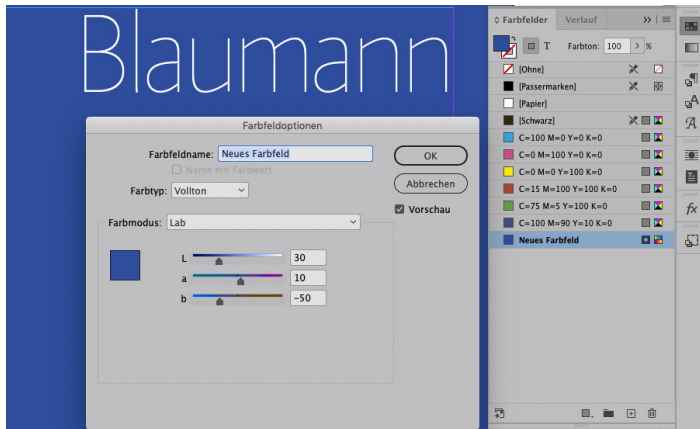 Blaumann
Farbfelder
Verlauf
T
Farbton:
100
%
[Ohne]
[Passermarken]
[Papier]
[Schwarz]
C=100 M=0 Y=0 K=0
C=0 M=100 Y=0 K=0
C=0 M=0 Y=100 K=0
C=15 M=100 Y=100 K=0
C=75 M=5 Y=100 K=0
C=100 M=90 Y=10 K=0
Neues Farbfeld
Farbfeldoptionen
Farbfeldname: Neues Farbfeld
Name mit Farbwert
Farbtyp: Vollton
OK
Abbrechen
Vorschau
Farbmodus: Lab
L 30
a 10
b -50
fx